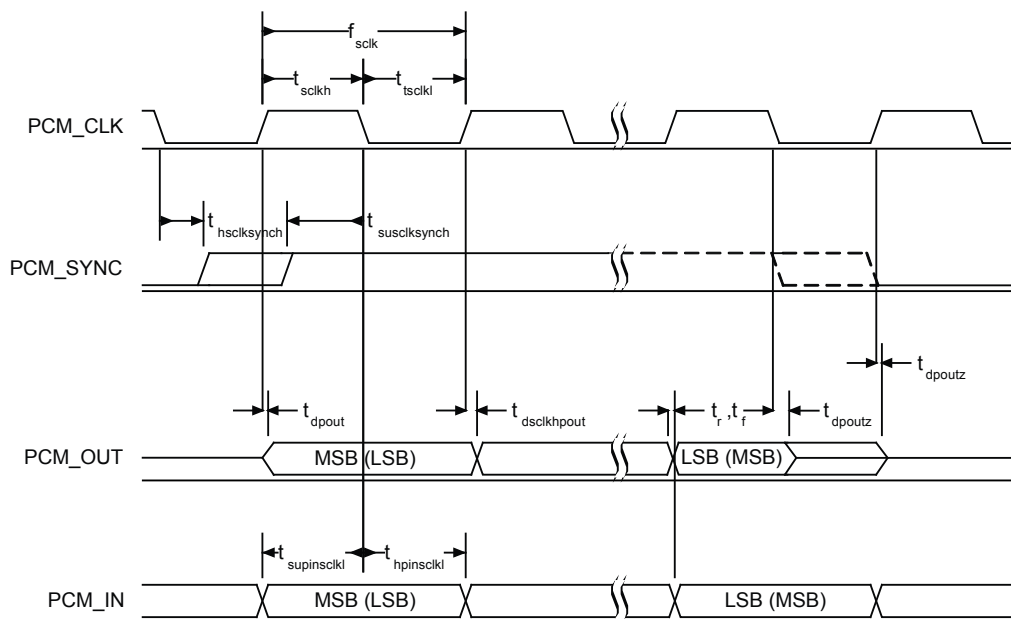 f sclk
t sclkh
t tsclkl
PCM_CLK
t hsclksynch
t susclksynch
PCM_SYNC
t dpoutz
t dpout
t dsclkhpout
t r ,t f
t dpoutz
PCM_OUT
MSB (LSB)
LSB (MSB)
t supinsclkl
t hpinsclkl
PCM_IN
MSB (LSB)
LSB (MSB)